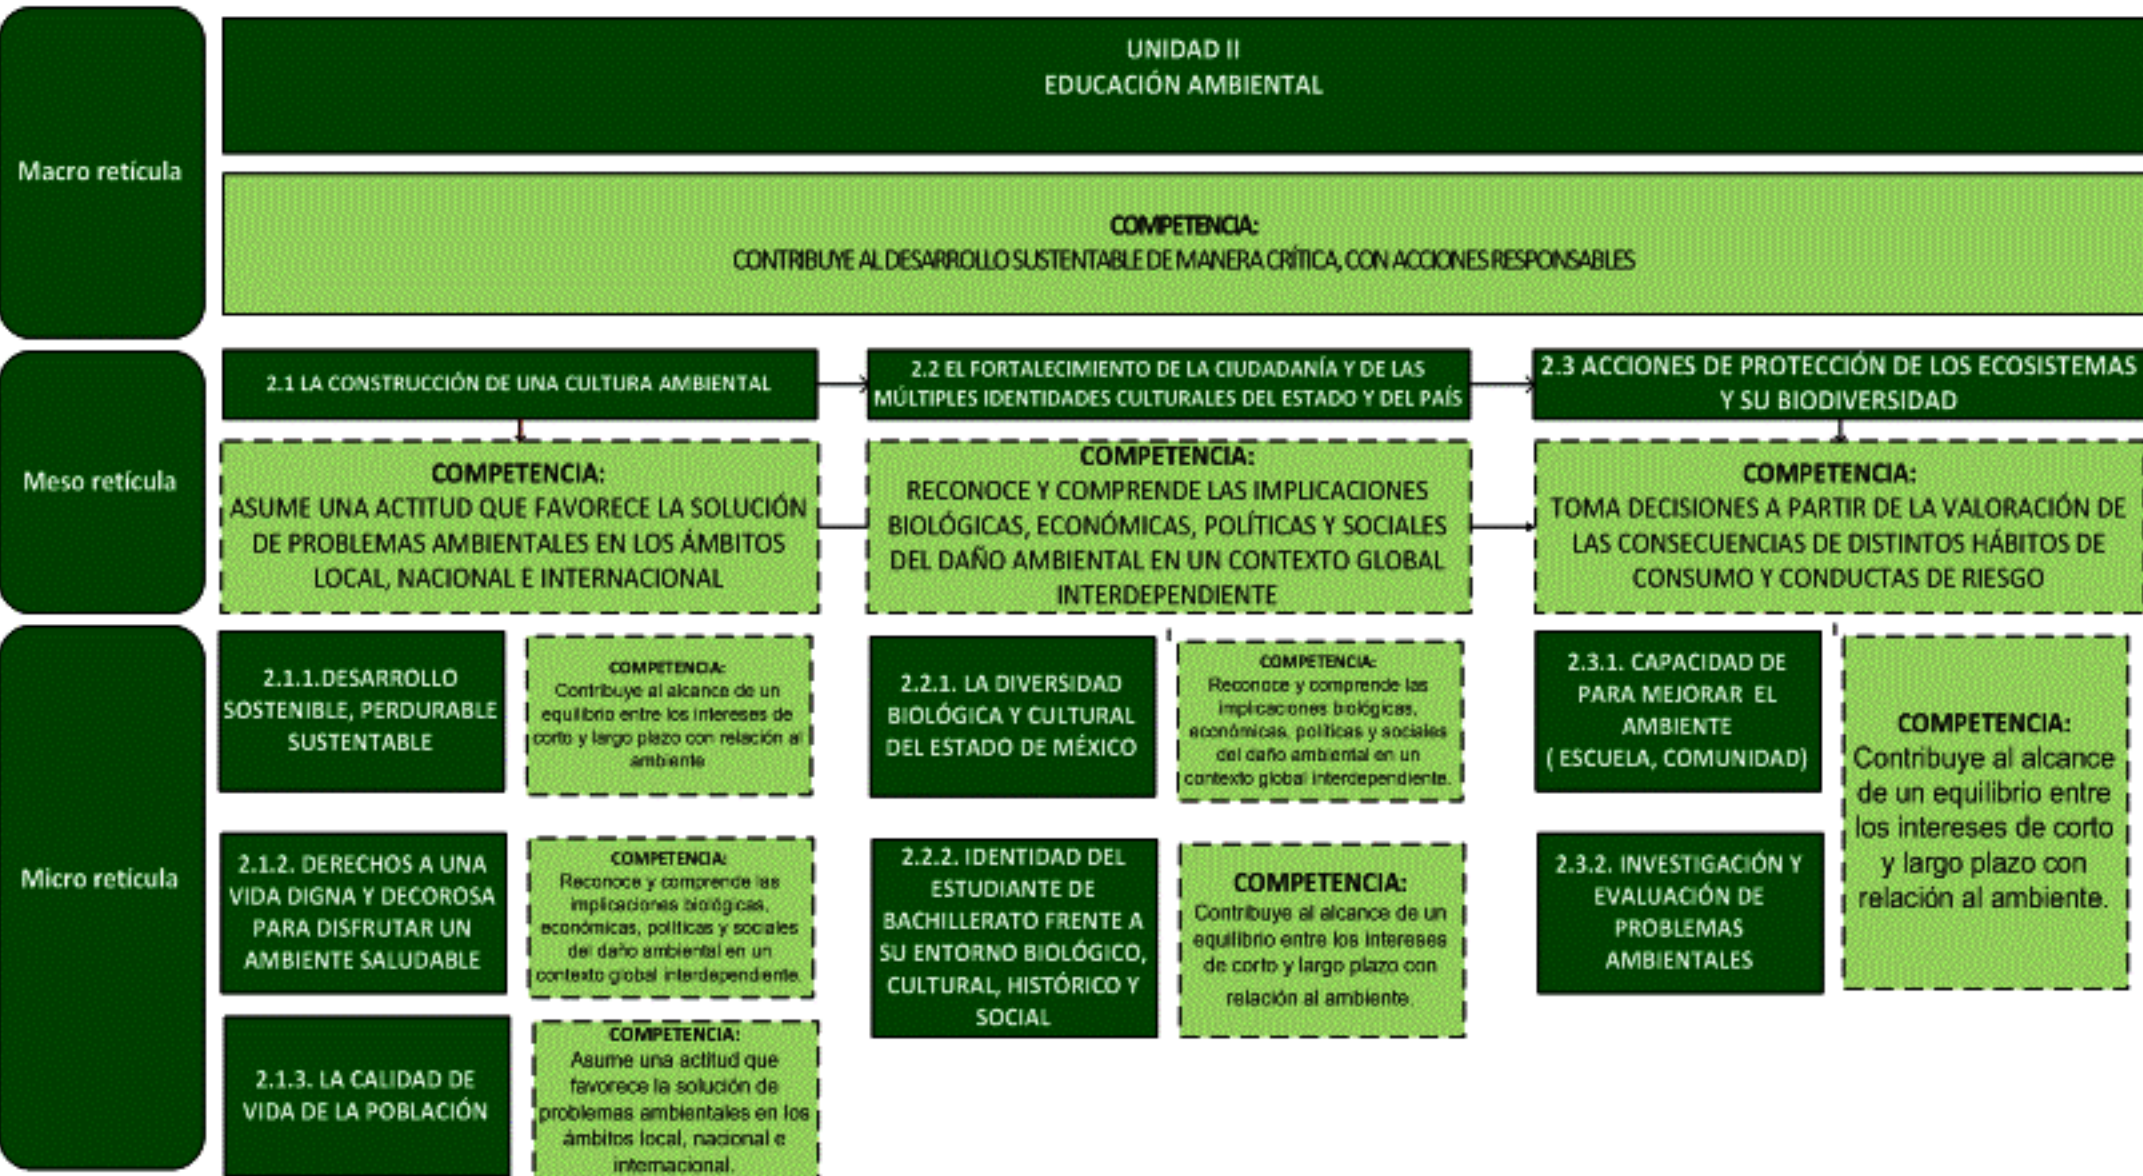 Macro retícula
UNIDAD II
EDUCACIÓN AMBIENTAL
COMPETENCIA:
CONTRIBUYE AL DESARROLLO SUSTENTABLE DE MANERA CRÍTICA, CON ACCIONES RESPONSABLES
Meso retícula
2.1 LA CONSTRUCCIÓN DE UNA CULTURA AMBIENTAL
2.2 EL FORTALECIMIENTO DE LA CIUDADANÍA Y DE LAS
MÚLTIPLES IDENTIDADES CULTURALES DEL ESTADO Y DEL PAÍS
2.3 ACCIONES DE PROTECCIÓN DE LOS ECOSISTEMAS
Y SU BIODIVERSIDAD
COMPETENCIA:
ASUME UNA ACTITUD QUE FAVORECE LA SOLUCIÓN
DE PROBLEMAS AMBIENTALES EN LOS ÁMBITOS
LOCAL, NACIONAL E INTERNACIONAL
COMPETENCIA:
RECONOCE Y COMPRENDE LAS IMPLICACIONES
BIOLÓGICAS, ECONÓMICAS, POLÍTICAS Y SOCIALES
DEL DAÑO AMBIENTAL EN UN CONTEXTO GLOBAL
INTERDEPENDIENTE
COMPETENCIA:
TOMA DECISIONES A PARTIR DE LA VALORACIÓN DE
LAS CONSECUENCIAS DE DISTINTOS HÁBITOS DE
CONSUMO Y CONDUCTAS DE RIESGO
Micro retícula
2.1.1.DESARROLLO
SOSTENIBLE, PERDURABLE
SUSTENTABLE
COMPETENCIA:
Contribuye al alcance de un
equilibrio entre los intereses de
corto y largo plazo con relación al
ambiente
2.1.2. DERECHOS A UNA
VIDA DIGNA Y DECOROSA
PARA DISFRUTAR UN
AMBIENTE SALUDABLE
COMPETENCIA:
Reconoce y comprende las
implicaciones biológicas,
económicas, políticas y sociales
del daño ambiental en un
contexto global interdependiente.
2.1.3. LA CALIDAD DE
VIDA DE LA POBLACIÓN
COMPETENCIA:
Asume una actitud que
favorece la solución de
problemas ambientales en los
ámbitos local, nacional e
internacional.
2.2.1. LA DIVERSIDAD
BIOLÓGICA Y CULTURAL
DEL ESTADO DE MÉXICO
COMPETENCIA:
Reconoce y comprende las
implicaciones biológicas,
económicas, políticas y sociales
del daño ambiental en un
contexto global interdependiente.
2.2.2. IDENTIDAD DEL
ESTUDIANTE DE
BACHILLERATO FRENTE A
SU ENTORNO BIOLÓGICO,
CULTURAL, HISTÓRICO Y
SOCIAL
COMPETENCIA:
Contribuye al alcance de un
equilibrio entre los intereses
de corto y largo plazo con
relación al ambiente.
2.3.1. CAPACIDAD DE
PARA MEJORAR EL
AMBIENTE
( ESCUELA, COMUNIDAD)
2.3.2. INVESTIGACIÓN Y
EVALUACIÓN DE
PROBLEMAS
AMBIENTALES
COMPETENCIA:
Contribuye al alcance
de un equilibrio entre
los intereses de corto
y largo plazo con
relación al ambiente.